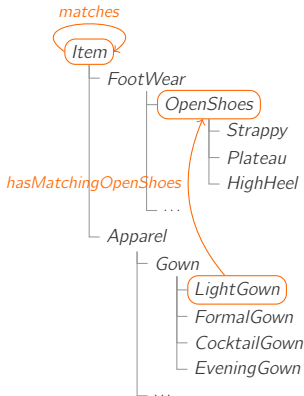 matches
Item
FootWear
OpenShoes
Strappy
Plateau
hasMatchingOpenShoes
HighHeel
...
Apparel
Gown
LightGown
FormalGown
CocktailGown
EveningGown
...